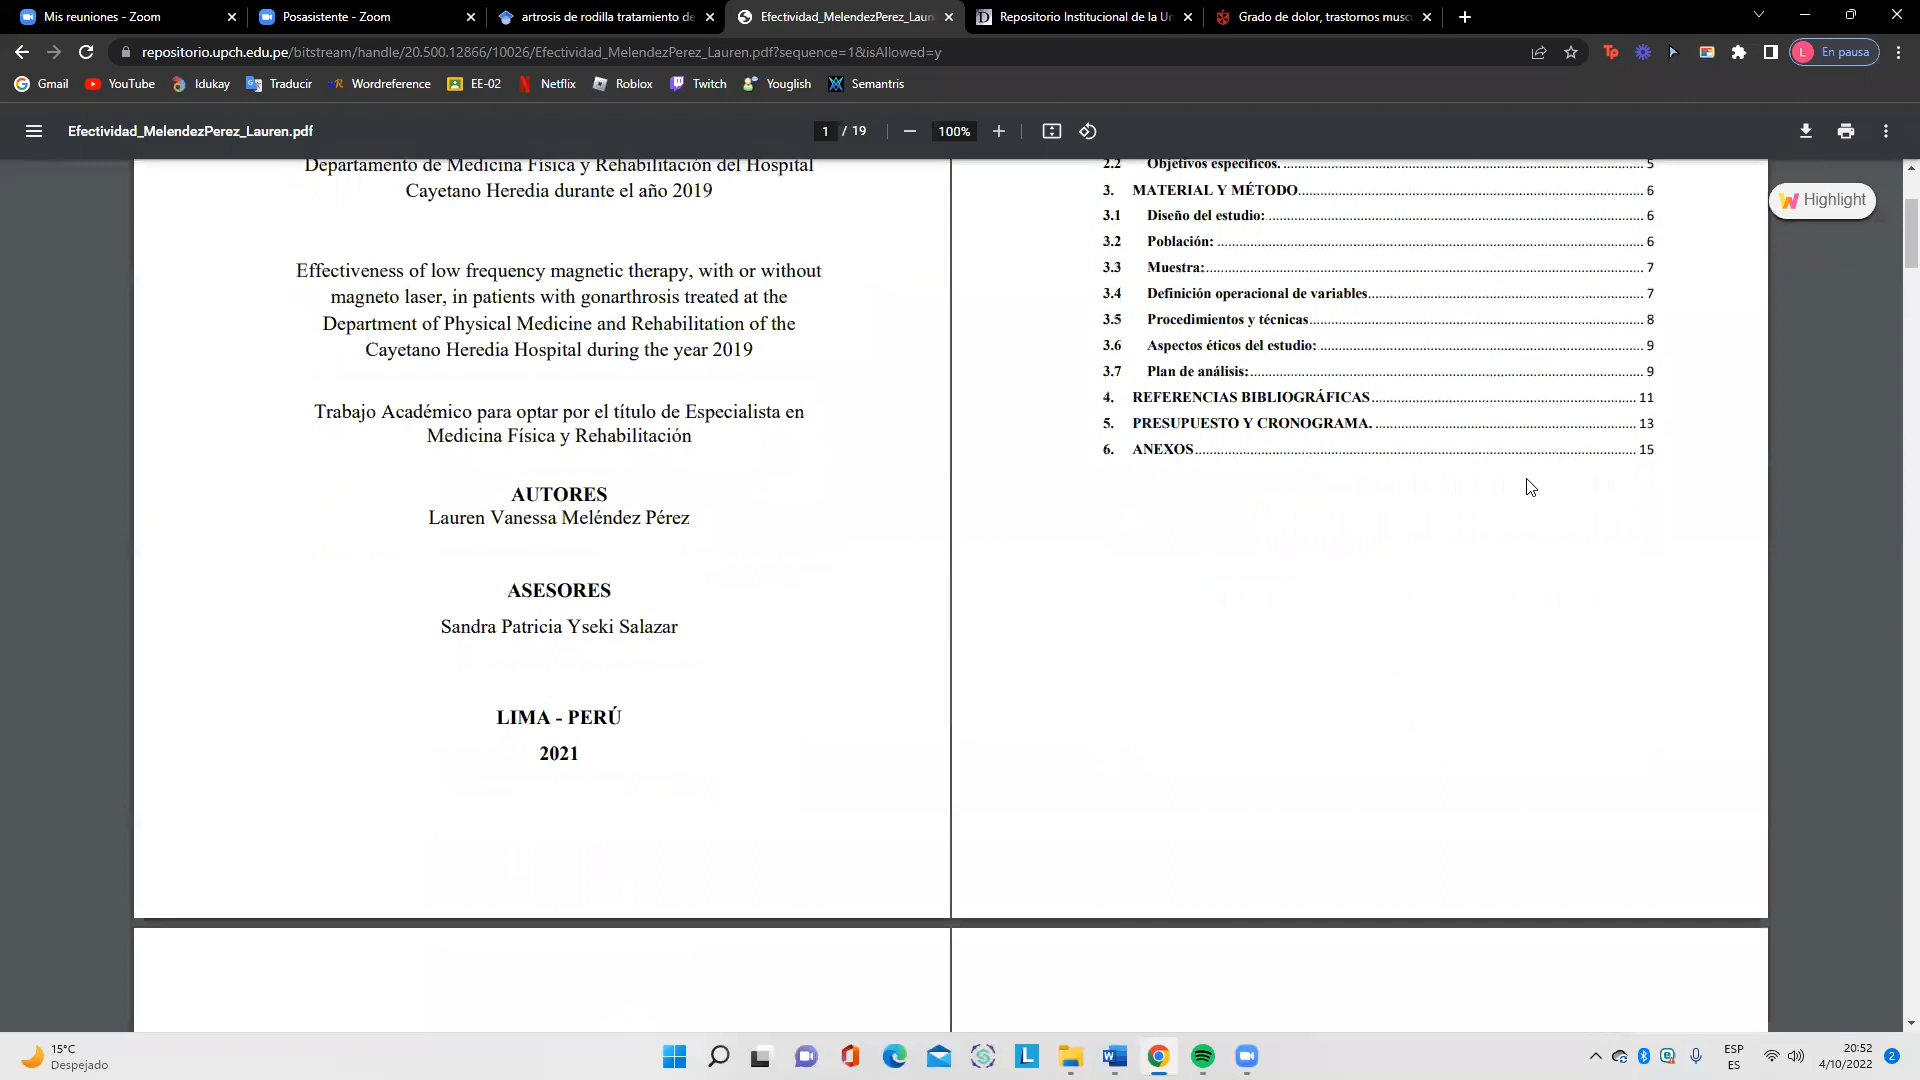 Mis reuniones - Zoom
Posasistente - Zoom
artrosis de rodilla tratamiento de
Efectividad_MelendezPerez_Laur
Repositorio Institucional de la Un
Grado de dolor, trastornos musc
repositorio.upch.edu.pe/bitstream/handle/20.500.12866/10026/Efectividad_MelendezPerez_Lauren.pdf?sequence=1&isAllowed=y
L En pausa
Gmail YouTube Idukay Traducir Wordreference EE-02 Netflix Roblox Twitch Youglish Semantris
Efectividad_MelendezPerez_Lauren.pdf
1 / 19 100%
Departamento de Medicina Física y Rehabilitación del Hospital
Cayetano Heredia durante el año 2019
Effectiveness of low frequency magnetic therapy, with or without
magneto laser, in patients with gonarthrosis treated at the
Department of Physical Medicine and Rehabilitation of the
Cayetano Heredia Hospital during the year 2019
Trabajo Académico para optar por el título de Especialista en
Medicina Física y Rehabilitación
AUTORES
Lauren Vanessa Meléndez Pérez
ASESORES
Sandra Patricia Yseki Salazar
LIMA - PERÚ
2021
2.2 Objetivos específicos. 5
3. MATERIAL Y MÉTODO 6
3.1 Diseño del estudio: 6
3.2 Población: 6
3.3 Muestra: 7
3.4 Definición operacional de variables 7
3.5 Procedimientos y técnicas 8
3.6 Aspectos éticos del estudio: 9
3.7 Plan de análisis: 9
4. REFERENCIAS BIBLIOGRÁFICAS 11
5. PRESUPUESTO Y CRONOGRAMA. 13
6. ANEXOS 15
Highlight
15°C
Despejado
ESP
ES
20:52
4/10/2022
2